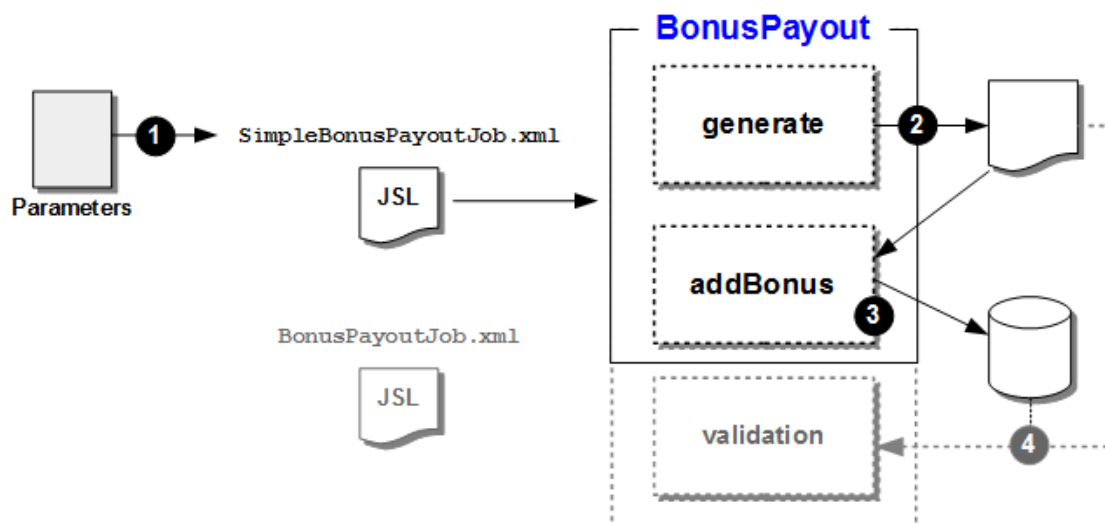 BonusPayout
generate
2
1
SimpleBonusPayoutJob.xml
Parameters
JSL
addBonus
3
BonusPayoutJob.xml
JSL
validation
4